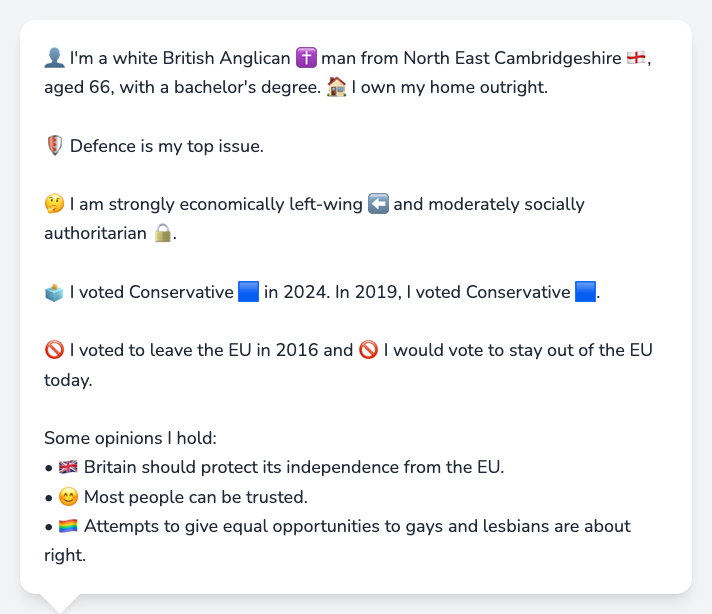 👤 I'm a white British Anglican ✝️ man from North East Cambridgeshire 🏴󠁧󠁢󠁥󠁮󠁧󠁿,
aged 66, with a bachelor's degree. 🏠 I own my home outright.
🛡️ Defence is my top issue.
🤔 I am strongly economically left-wing ⬅️ and moderately socially
authoritarian 🔒.
🗳️ I voted Conservative 🟦 in 2024. In 2019, I voted Conservative 🟦.
🚫 I voted to leave the EU in 2016 and 🚫 I would vote to stay out of the EU
today.
Some opinions I hold:
• 🇬🇧 Britain should protect its independence from the EU.
• 😊 Most people can be trusted.
• 🏳️‍🌈 Attempts to give equal opportunities to gays and lesbians are about
right.